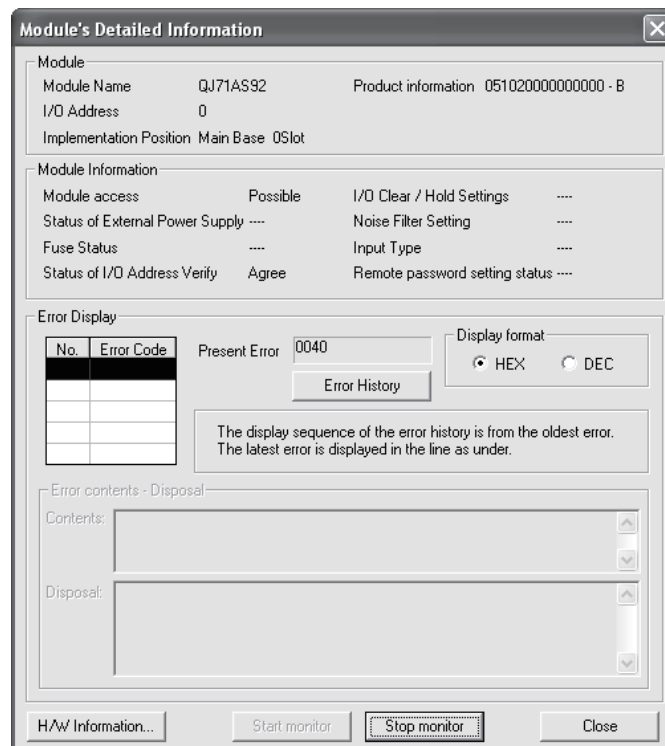 Module's Detailed Information
Module
Module Name QJ71AS92 Product information 051020000000000 - B
I/O Address 0
Implementation Position Main Base 0Slot
Module Information
Module access Possible I/O Clear / Hold Settings ----
Status of External Power Supply ---- Noise Filter Setting ----
Fuse Status ---- Input Type ----
Status of I/O Address Verify Agree Remote password setting status ----
Error Display
No. Error Code Present Error 0040 Display format
HEX DEC
Error History
The display sequence of the error history is from the oldest error.
The latest error is displayed in the line as under.
Error contents - Disposal
Contents:
Disposal:
H/W Information... Start monitor Stop monitor Close